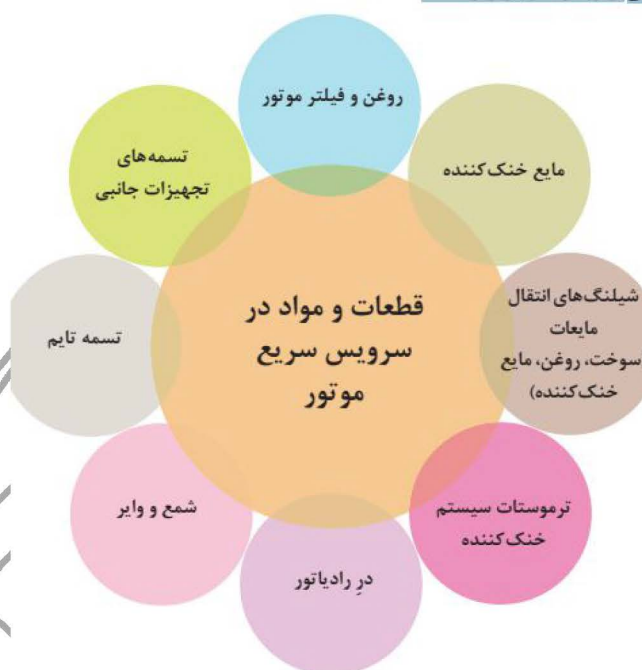 روغن و فیلتر موتور
مایع خنک‌کننده
شیلنگ‌های انتقال
مایعات
سوخت، روغن، مایع
خنک‌کننده)
ترموستات سیستم
خنک‌کننده
درِ رادیاتور
شمع و وایر
تسمه تایم
تسمه‌های
تجهیزات جانبی
قطعات و مواد در
سرویس سریع
موتور